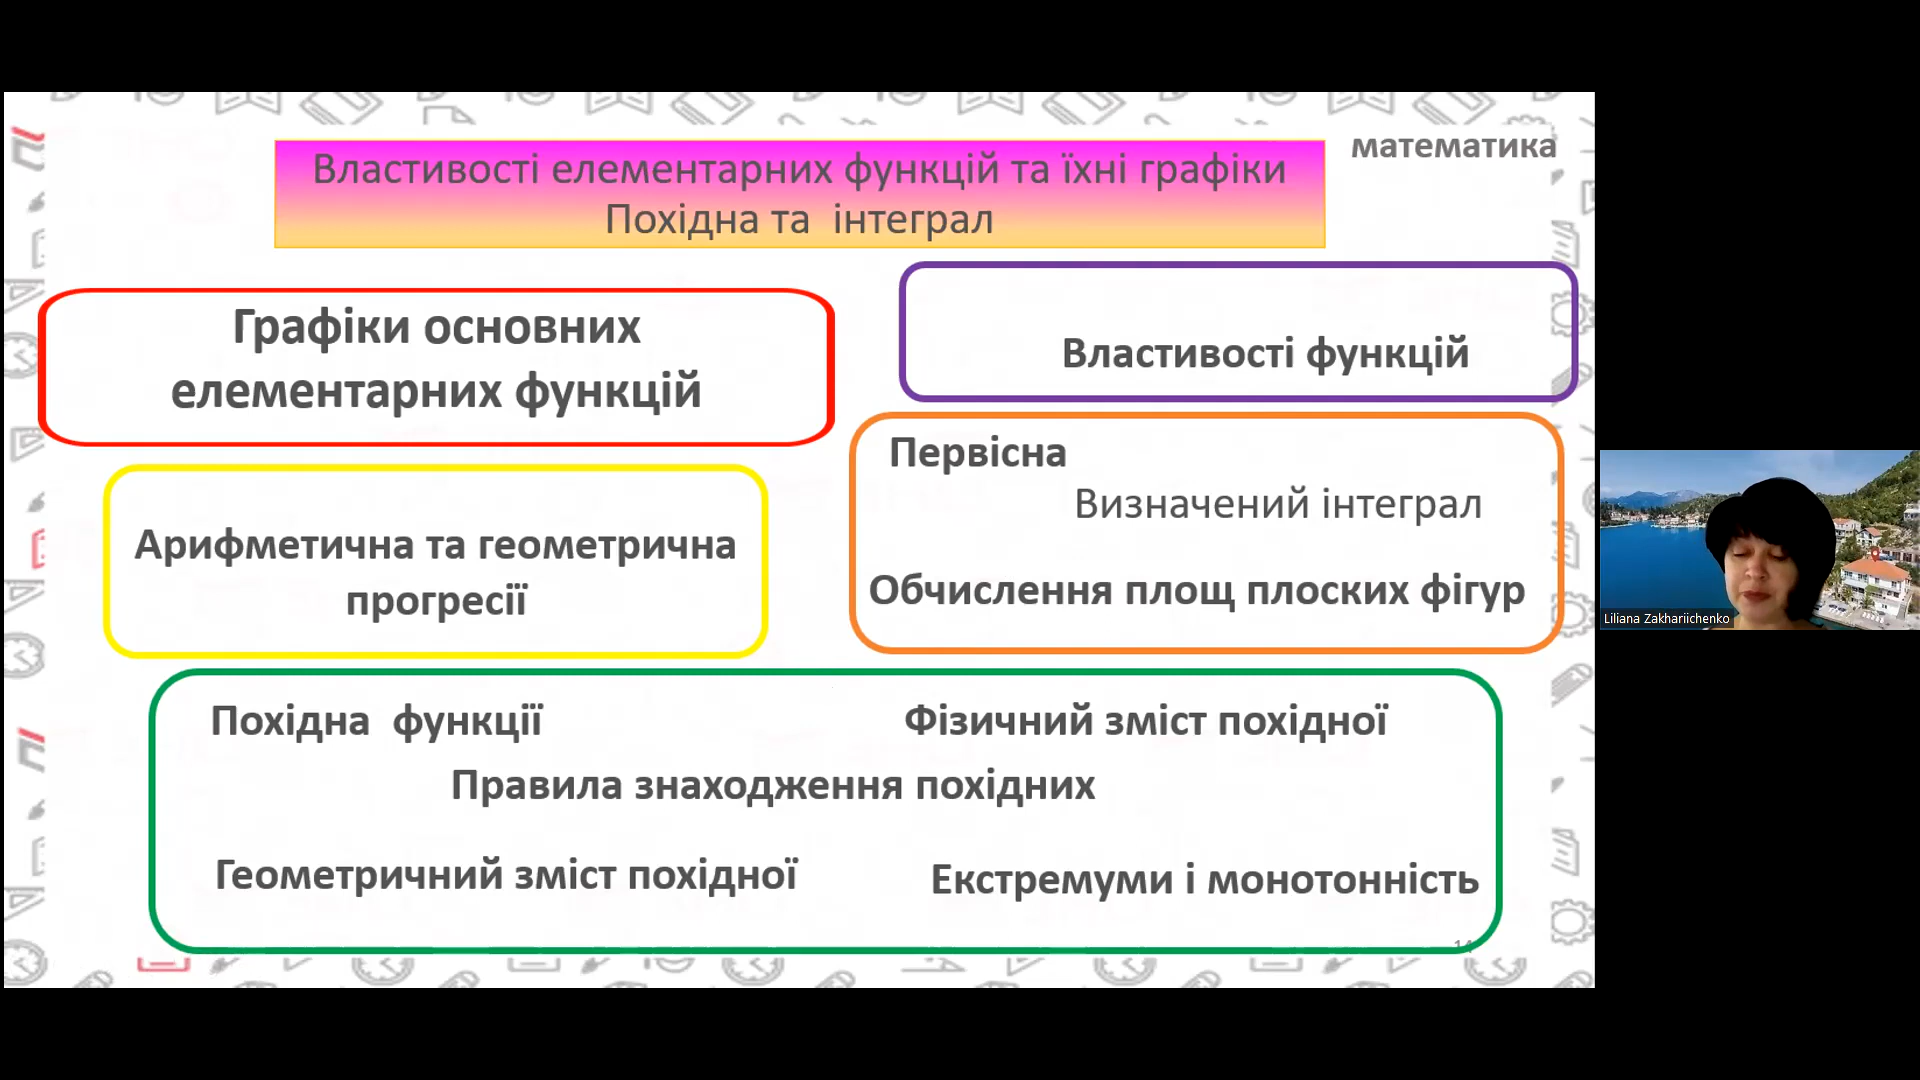 математика
Властивості елементарних функцій та їхні графіки
Похідна та інтеграл
Графіки основних
елементарних функцій
Властивості функцій
Арифметична та геометрична
прогресії
Первісна
Визначений інтеграл
Обчислення площ плоских фігур
Похідна функції
Фізичний зміст похідної
Правила знаходження похідних
Геометричний зміст похідної
Екстремуми і монотонність
14
Liliana Zakhariichenko